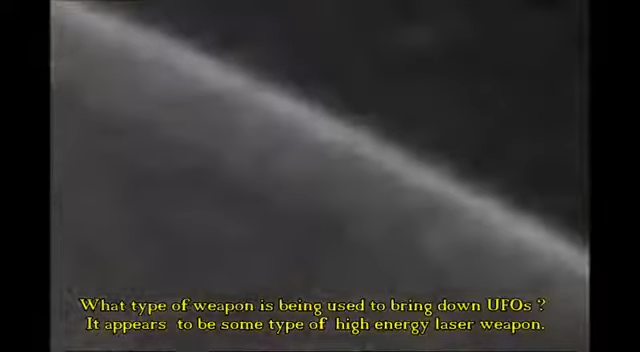 What type of weapon is being used to bring down UFOs ?
It appears to be some type of high energy laser weapon.